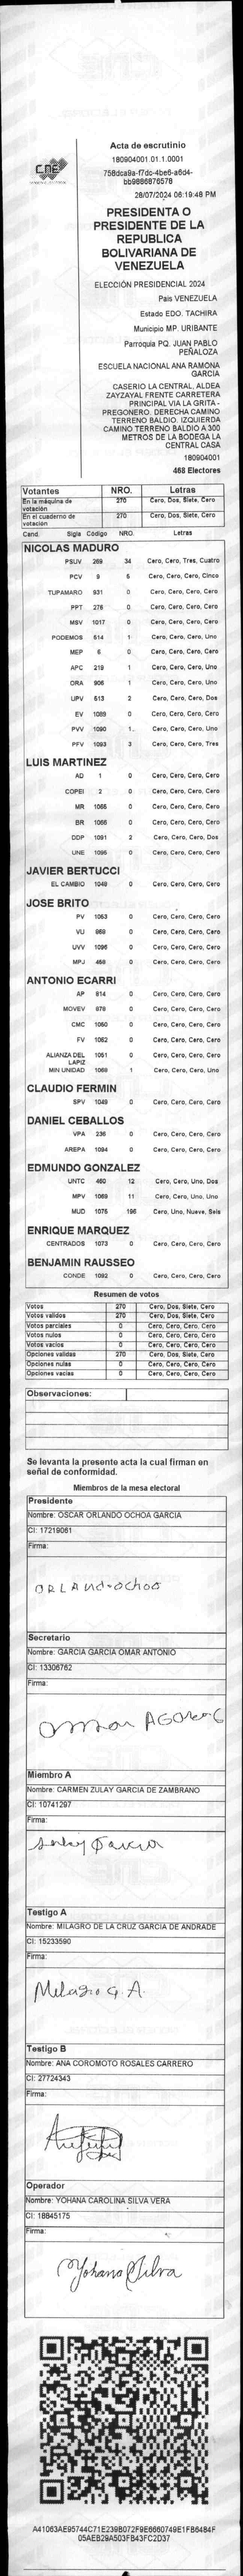 Acta de escrutinio
180904001.01.1.0001
758dca9a-f7do-4be6-a6d4-
bb9886876578
28/07/2024 06:19:48 PM
CNE
PRESIDENTA O
PRESIDENTE DE LA
REPUBLICA
BOLIVARIANA DE
VENEZUELA
ELECCIÓN PRESIDENCIAL 2024
Pais VENEZUELA
Estado EDO. TACHIRA
Municipio MP. URIBANTE
Parroquia PQ. JUAN PABLO
PEÑALOZA
ESCUELA NACIONAL ANA RAMONA
GARCIA
CASERIO LA CENTRAL, ALDEA
ZAYZAYAL FRENTE CARRETERA
PRINCIPAL VIA LA GRITA -
PREGONERO. DERECHA CAMINO
TERRENO BALDIO. IZQUIERDA
CAMINO TERRENO BALDIO A 300
METROS DE LA BODEGA LA
CENTRAL CASA
180904001
468 Electores
Votantes NRO. Letras
En la máquina de votación 270 Cero, Dos, Siete, Cero
En el cuaderno de votación 270 Cero, Dos, Siete, Cero
Cand. Sigla Código NRO. Letras
NICOLAS MADURO
PSUV 269 34 Cero, Cero, Tres, Cuatro
PCV 9 5 Cero, Cero, Cero, Cinco
TUPAMARO 931 0 Cero, Cero, Cero, Cero
PPT 278 0 Cero, Cero, Cero, Cero
MSV 1017 0 Cero, Cero, Cero, Cero
PODEMOS 614 1 Cero, Cero, Cero, Uno
MEP 6 0 Cero, Cero, Cero, Cero
APC 219 1 Cero, Cero, Cero, Uno
ORA 906 1 Cero, Cero, Cero, Uno
UPV 513 2 Cero, Cero, Cero, Dos
EV 1089 0 Cero, Cero, Cero, Cero
PVV 1090 1 Cero, Cero, Cero, Uno
PFV 1093 3 Cero, Cero, Cero, Tres
LUIS MARTINEZ
AD 1 0 Cero, Cero, Cero, Cero
COPEI 2 0 Cero, Cero, Cero, Cero
MR 1065 0 Cero, Cero, Cero, Cero
BR 1066 0 Cero, Cero, Cero, Cero
DDP 1091 2 Cero, Cero, Cero, Dos
UNE 1095 0 Cero, Cero, Cero, Cero
JAVIER BERTUCCI
EL CAMBIO 1049 0 Cero, Cero, Cero, Cero
JOSE BRITO
PV 1053 0 Cero, Cero, Cero, Cero
VU 969 0 Cero, Cero, Cero, Cero
UVV 1096 0 Cero, Cero, Cero, Cero
MPJ 468 0 Cero, Cero, Cero, Cero
ANTONIO ECARRI
AP 814 0 Cero, Cero, Cero, Cero
MOVEV 878 0 Cero, Cero, Cero, Cero
CMC 1050 0 Cero, Cero, Cero, Cero
FV 1062 0 Cero, Cero, Cero, Cero
ALIANZA DEL LAPIZ 1051 0 Cero, Cero, Cero, Cero
MIN UNIDAD 1068 1 Cero, Cero, Cero, Uno
CLAUDIO FERMIN
SPV 1048 0 Cero, Cero, Cero, Cero
DANIEL CEBALLOS
VPA 236 0 Cero, Cero, Cero, Cero
AREPA 1094 0 Cero, Cero, Cero, Cero
EDMUNDO GONZALEZ
UNTC 460 12 Cero, Cero, Uno, Dos
MPV 1069 11 Cero, Cero, Uno, Uno
MUD 1075 196 Cero, Uno, Nueve, Seis
ENRIQUE MARQUEZ
CENTRADOS 1073 0 Cero, Cero, Cero, Cero
BENJAMIN RAUSSEO
CONDE 1092 0 Cero, Cero, Cero, Cero
Resumen de votos
Votos 270 Cero, Dos, Siete, Cero
Votos validos 270 Cero, Dos, Siete, Cero
Votos parciales 0 Cero, Cero, Cero, Cero
Votos nulos 0 Cero, Cero, Cero, Cero
Votos vacios 0 Cero, Cero, Cero, Cero
Opciones validas 270 Cero, Dos, Siete, Cero
Opciones nulas 0 Cero, Cero, Cero, Cero
Opciones vacias 0 Cero, Cero, Cero, Cero
Observaciones:
Se levanta la presente acta la cual firman en
señal de conformidad.
Miembros de la mesa electoral
Presidente
Nombre: OSCAR ORLANDO OCHOA GARCIA
CI: 17219061
Firma:
ORLANDO-OCHOA
Secretario
Nombre: GARCIA GARCIA OMAR ANTONIO
CI: 13306762
Firma:
Omar AGarciaG
Miembro A
Nombre: CARMEN ZULAY GARCIA DE ZAMBRANO
CI: 10741297
Firma:
Zulay Garcia
Testigo A
Nombre: MILAGRO DE LA CRUZ GARCIA DE ANDRADE
CI: 15233590
Firma:
Milagro G. A.
Testigo B
Nombre: ANA COROMOTO ROSALES CARRERO
CI: 27724343
Firma:
Operador
Nombre: YOHANA CAROLINA SILVA VERA
CI: 18845175
Firma:
Yohana Silva
A41063AE95744C71E239B072F9E6660749E1FB6484F
05AEB29A503FB43FC2D37